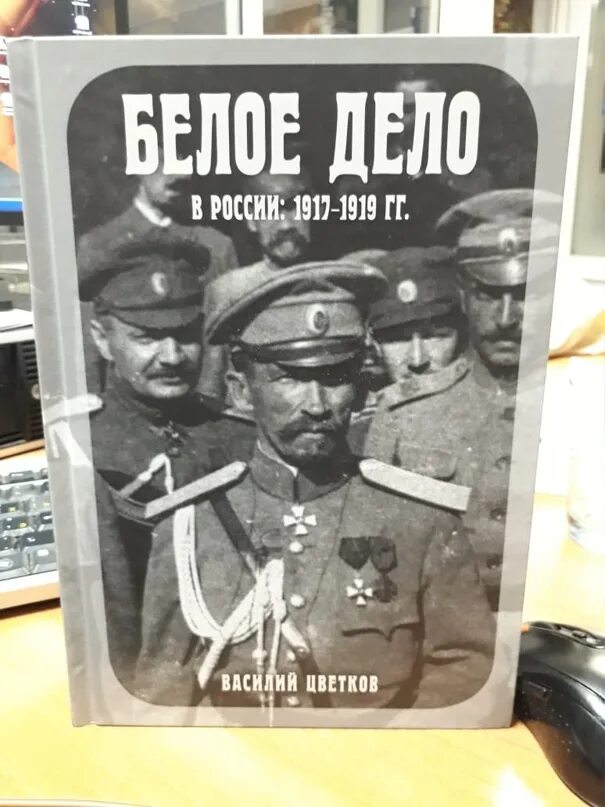 БЕЛОЕ ДЕЛО
В РОССИИ: 1917-1919 ГГ.
ВАСИЛИЙ ЦВЕТКОВ